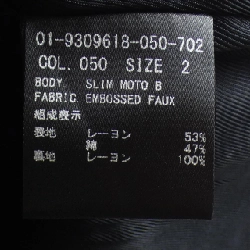 01-9309618-050-702
COL. 050 SIZE 2
BODY SLIM MOTO B
FABRIC EMBOSSED FAUX
組成表示
表地 レーヨン 53%
綿 47%
裏地 レーヨン 100%